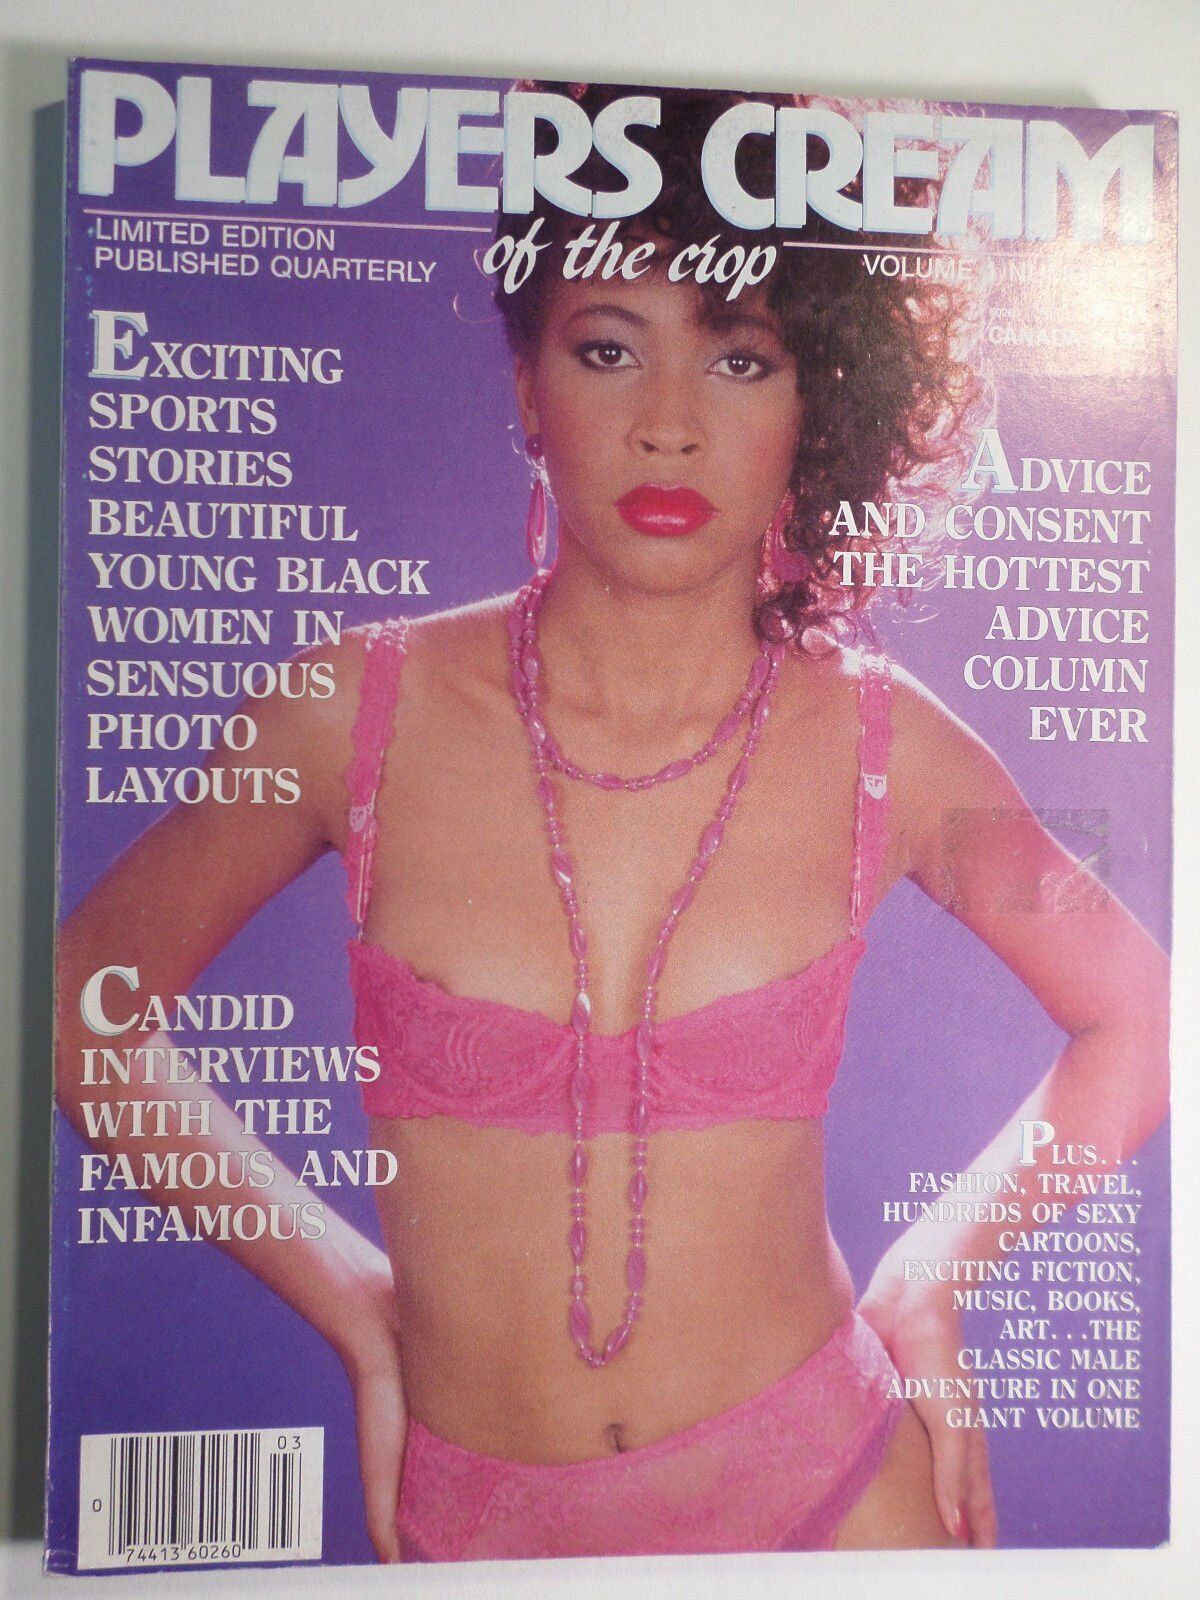 PLAYERS CREAM
of the crop
LIMITED EDITION
PUBLISHED QUARTERLY
VOLUME
CANADA
EXCITING
SPORTS
STORIES
BEAUTIFUL
YOUNG BLACK
WOMEN IN
SENSUOUS
PHOTO
LAYOUTS
ADVICE
AND CONSENT
THE HOTTEST
ADVICE
COLUMN
EVER
CANDID
INTERVIEWS
WITH THE
FAMOUS AND
INFAMOUS
PLUS...
FASHION, TRAVEL,
HUNDREDS OF SEXY
CARTOONS,
EXCITING FICTION,
MUSIC, BOOKS,
ART...THE
CLASSIC MALE
ADVENTURE IN ONE
GIANT VOLUME
03
0
74413 60260